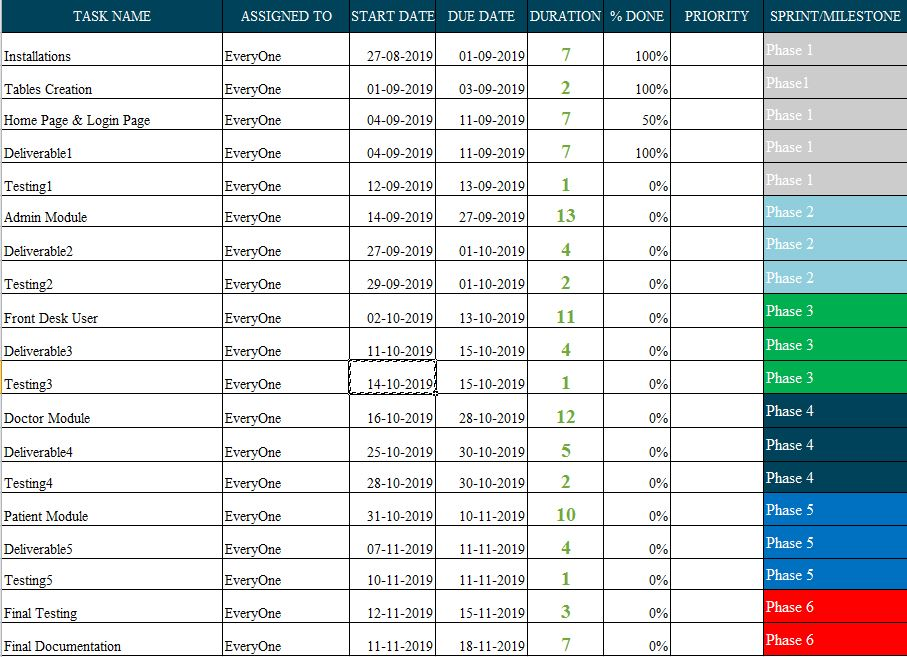 TASK NAME ASSIGNED TO START DATE DUE DATE DURATION % DONE PRIORITY SPRINT/MILESTONE
Installations EveryOne 27-08-2019 01-09-2019 7 100% Phase 1
Tables Creation EveryOne 01-09-2019 03-09-2019 2 100% Phase1
Home Page & Login Page EveryOne 04-09-2019 11-09-2019 7 50% Phase 1
Deliverable1 EveryOne 04-09-2019 11-09-2019 7 100% Phase 1
Testing1 EveryOne 12-09-2019 13-09-2019 1 0% Phase 1
Admin Module EveryOne 14-09-2019 27-09-2019 13 0% Phase 2
Deliverable2 EveryOne 27-09-2019 01-10-2019 4 0% Phase 2
Testing2 EveryOne 29-09-2019 01-10-2019 2 0% Phase 2
Front Desk User EveryOne 02-10-2019 13-10-2019 11 0% Phase 3
Deliverable3 EveryOne 11-10-2019 15-10-2019 4 0% Phase 3
Testing3 EveryOne 14-10-2019 15-10-2019 1 0% Phase 3
Doctor Module EveryOne 16-10-2019 28-10-2019 12 0% Phase 4
Deliverable4 EveryOne 25-10-2019 30-10-2019 5 0% Phase 4
Testing4 EveryOne 28-10-2019 30-10-2019 2 0% Phase 4
Patient Module EveryOne 31-10-2019 10-11-2019 10 0% Phase 5
Deliverable5 EveryOne 07-11-2019 11-11-2019 4 0% Phase 5
Testing5 EveryOne 10-11-2019 11-11-2019 1 0% Phase 5
Final Testing EveryOne 12-11-2019 15-11-2019 3 0% Phase 6
Final Documentation EveryOne 11-11-2019 18-11-2019 7 0% Phase 6